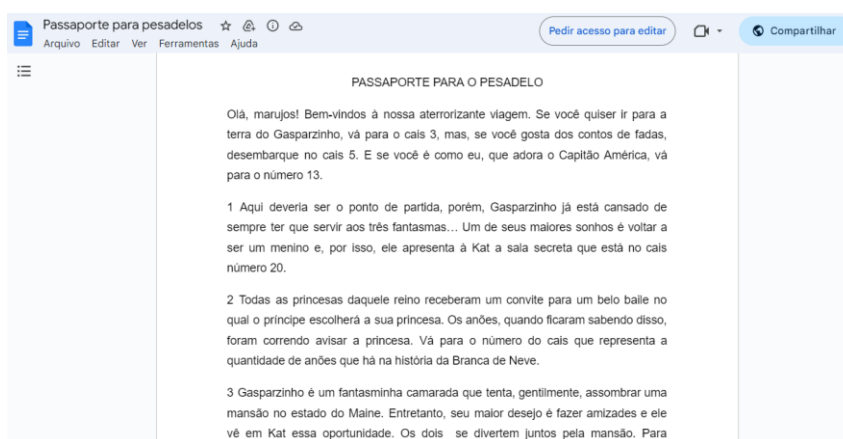 Passaporte para pesadelos
Pedir acesso para editar
Compartilhar
Arquivo Editar Ver Ferramentas Ajuda
PASSAPORTE PARA O PESADELO
Olá, marujos! Bem-vindos à nossa aterrorizante viagem. Se você quiser ir para a
terra do Gasparzinho, vá para o cais 3, mas, se você gosta dos contos de fadas,
desembarque no cais 5. E se você é como eu, que adora o Capitão América, vá
para o número 13.
1 Aqui deveria ser o ponto de partida, porém, Gasparzinho já está cansado de
sempre ter que servir aos três fantasmas... Um de seus maiores sonhos é voltar a
ser um menino e, por isso, ele apresenta à Kat a sala secreta que está no cais
número 20.
2 Todas as princesas daquele reino receberam um convite para um belo baile no
qual o príncipe escolherá a sua princesa. Os anões, quando ficaram sabendo disso,
foram correndo avisar a princesa. Vá para o número do cais que representa a
quantidade de anões que há na história da Branca de Neve.
3 Gasparzinho é um fantasminha camarada que tenta, gentilmente, assombrar uma
mansão no estado do Maine. Entretanto, seu maior desejo é fazer amizades e ele
vê em Kat essa oportunidade. Os dois se divertem juntos pela mansão. Para